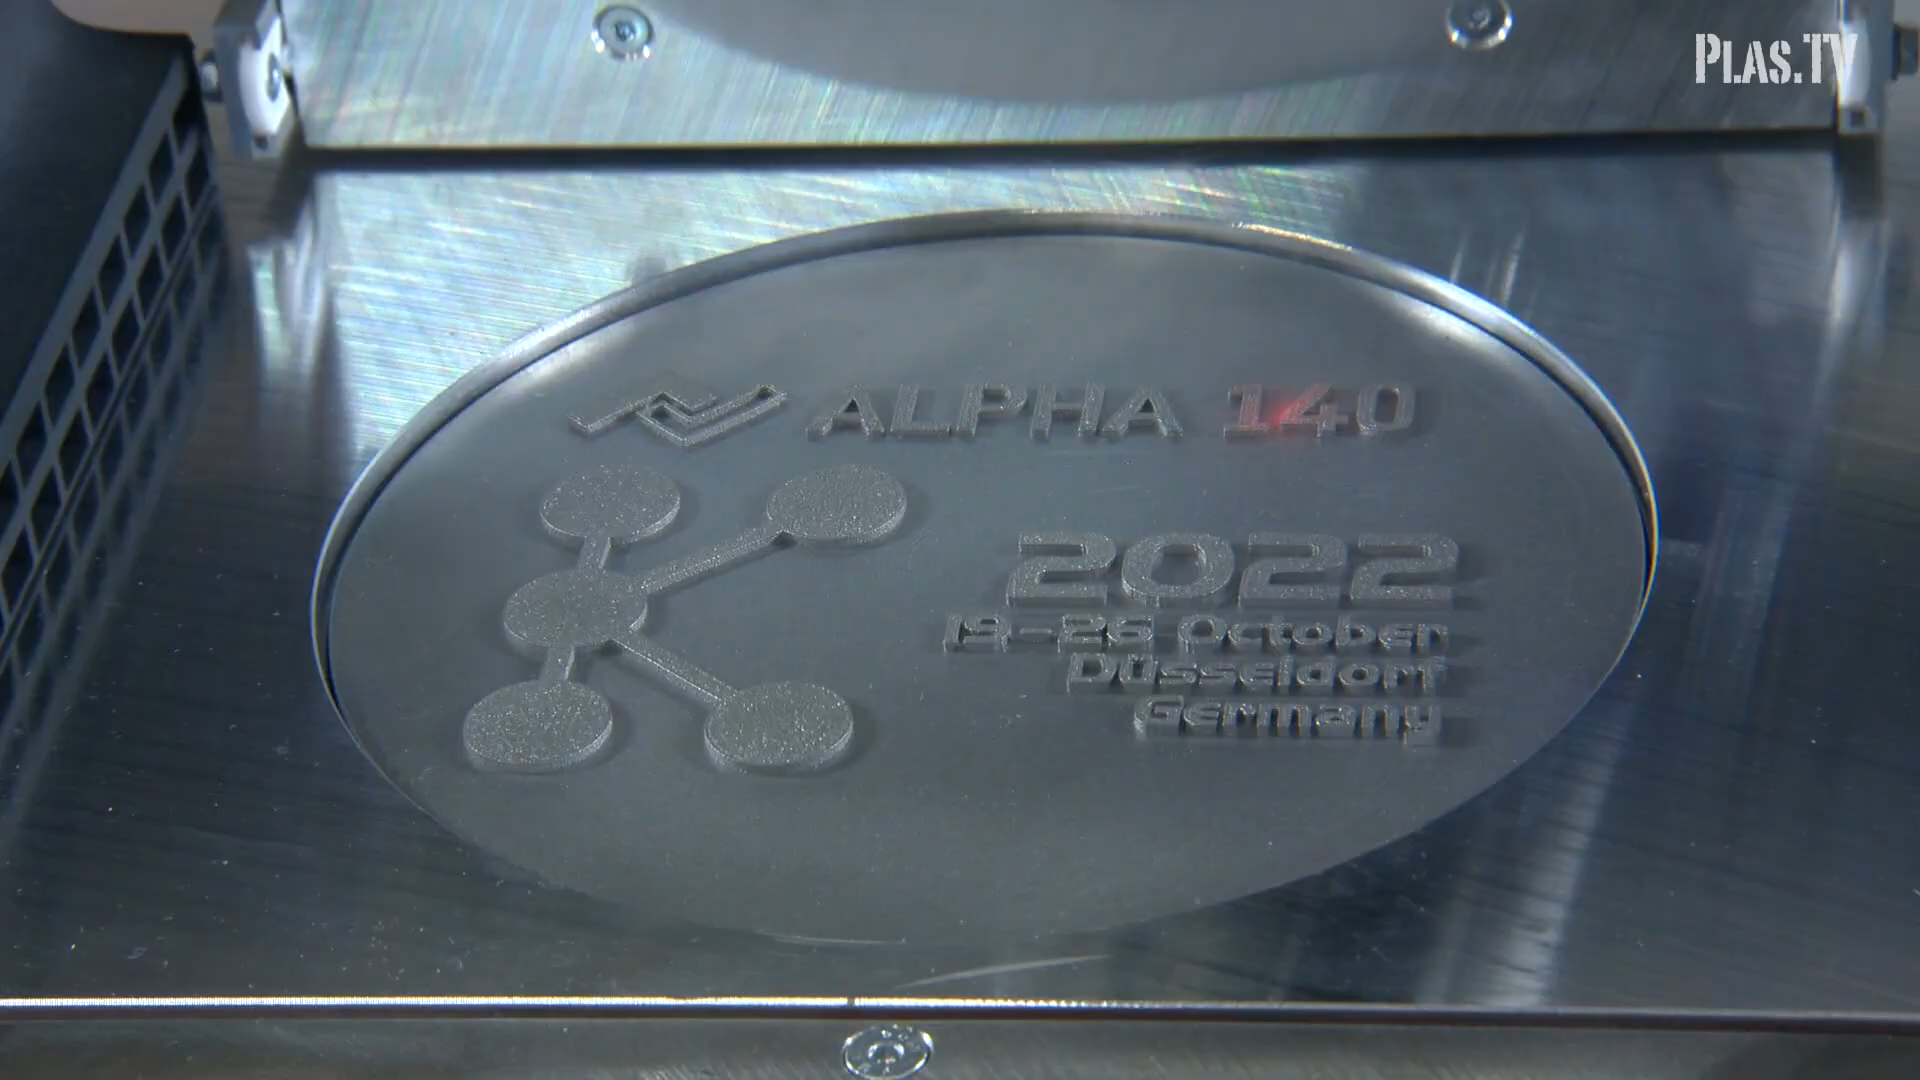 PLAS.TV
ALPHA 140
2022
19-26 October
Düsseldorf
Germany